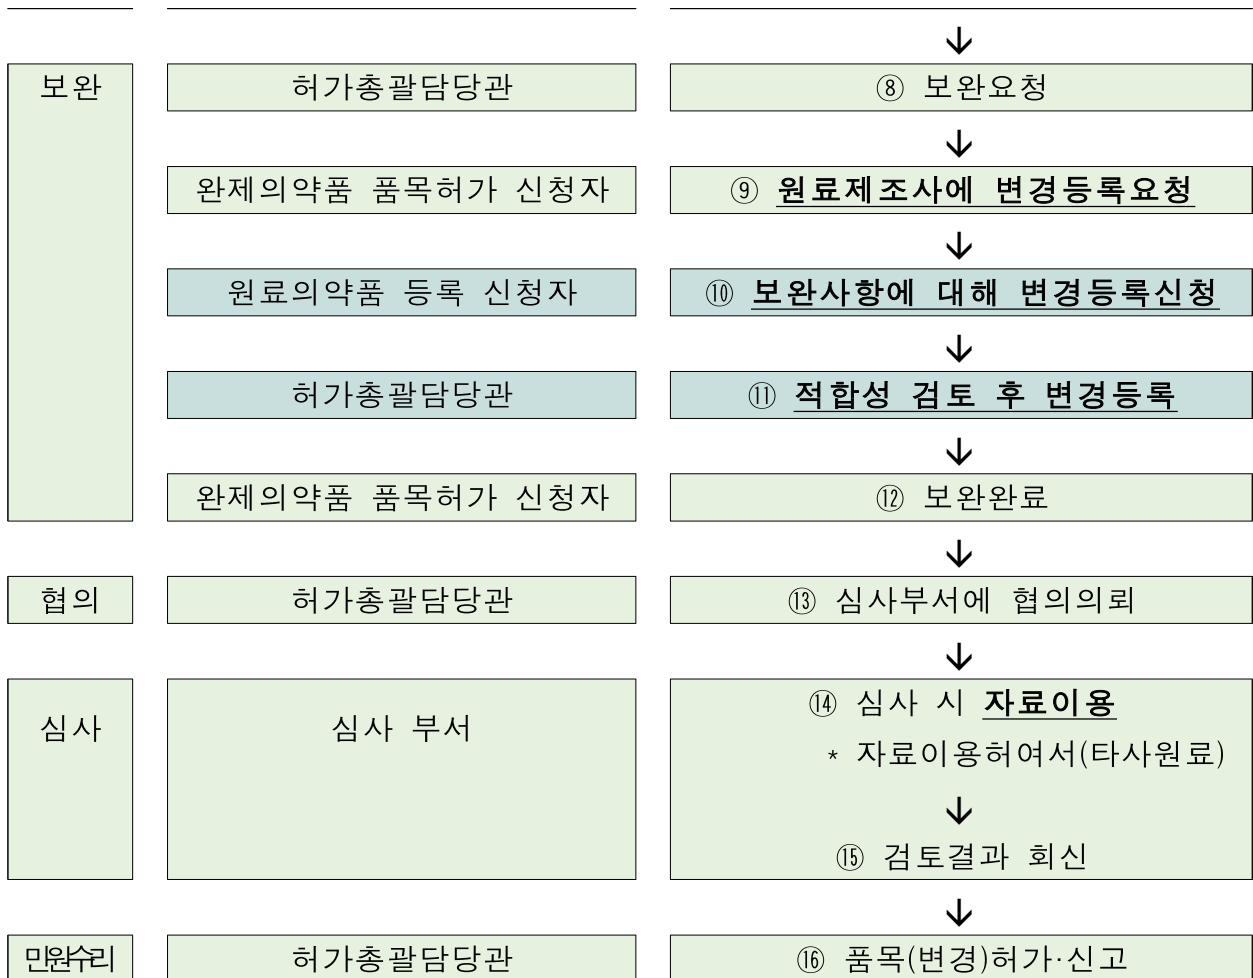 보완 허가총괄담당관 ⑧ 보완요청
완제의약품 품목허가 신청자 ⑨ 원료제조사에 변경등록요청
원료의약품 등록 신청자 ⑩ 보완사항에 대해 변경등록신청
허가총괄담당관 ⑪ 적합성 검토 후 변경등록
완제의약품 품목허가 신청자 ⑫ 보완완료
협의 허가총괄담당관 ⑬ 심사부서에 협의의뢰
심사 심사 부서 ⑭ 심사 시 자료이용
* 자료이용허여서(타사원료)
⑮ 검토결과 회신
민원수리 허가총괄담당관 ⑯ 품목(변경)허가·신고